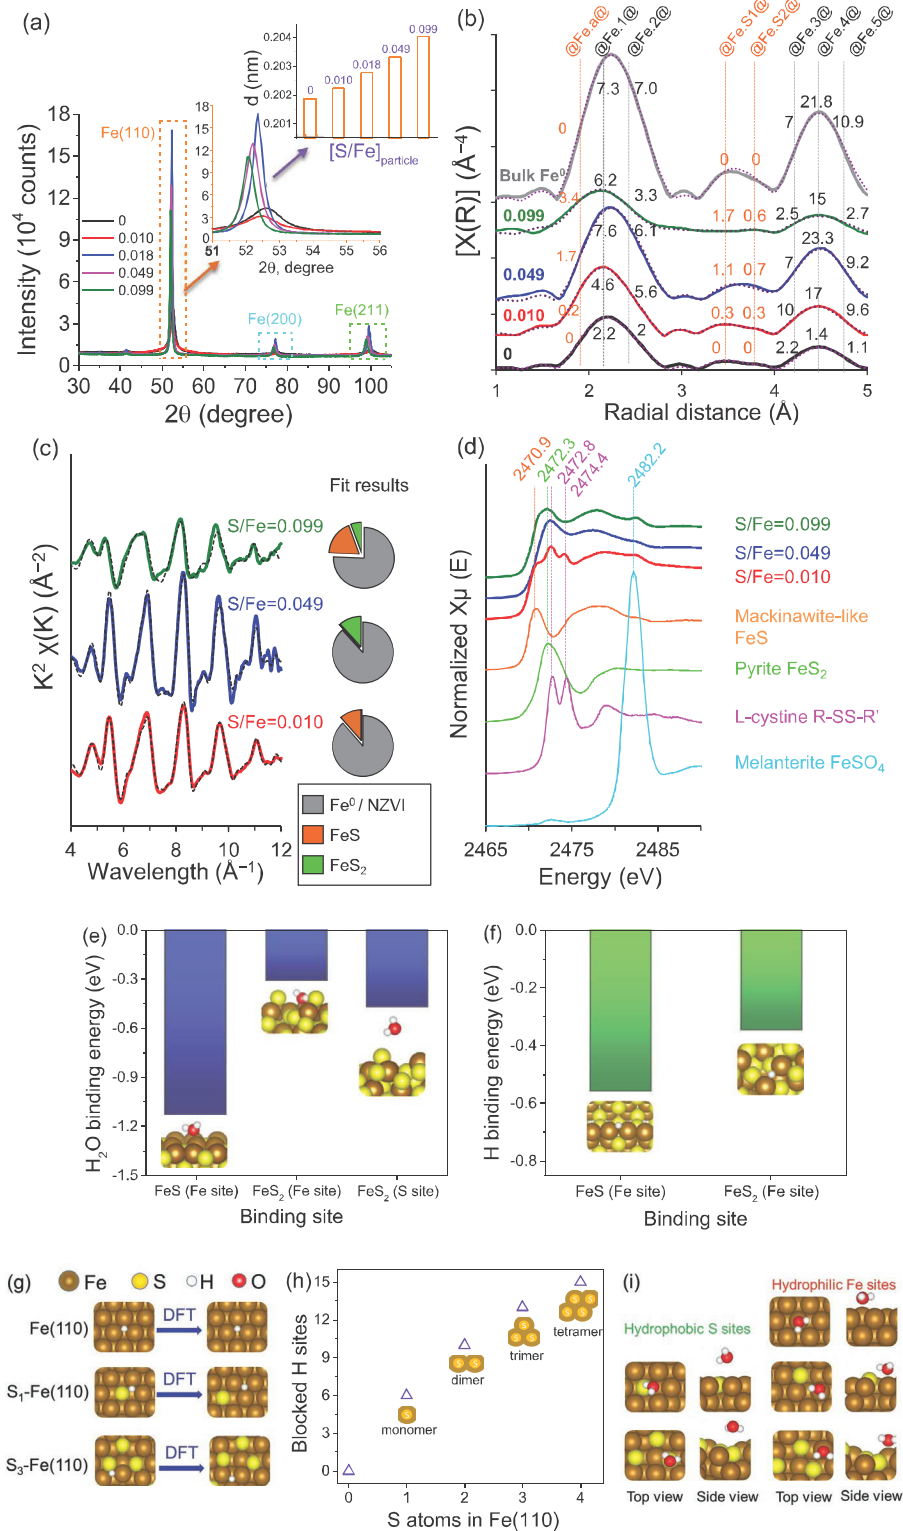 (a)
0.204
0.203
0.202
0.201
d (nm)
0
0.010
0.018
0.049
0.099
[S/Fe]particle
Intensity (10⁴ counts)
18
15
12
9
6
3
0
Fe(110)
0
0.010
0.018
0.049
0.099
18
15
12
9
6
3
0
51 52 53 54 55 56
2θ, degree
Fe(200)
Fe(211)
30 40 50 60 70 80 90 100
2θ (degree)
(b)
@Fe.a@
@Fe.1@
@Fe.2@
@Fe.S1@
@Fe.S2@
@Fe.3@
@Fe.4@
@Fe.5@
[X(R)] (Å⁻⁴)
0 7.3 7.0 0 0 7 21.8 10.9
Bulk Fe⁰
3.4 6.2 3.3 1.7 0.6 2.5 15 2.7
0.099
1.7 7.6 6.1 1.1 0.7 7 23.3 9.2
0.049
0.2 4.6 5.6 0.3 0.3 10 17 9.6
0.010
0 2.2 2 0 0 2.2 1.4 1.1
0
1 2 3 4 5
Radial distance (Å)
(c)
Fit results
K² χ(K) (Å⁻²)
S/Fe=0.099
S/Fe=0.049
S/Fe=0.010
4 6 8 10 12
Wavelength (Å⁻¹)
Fe⁰ / NZVI
FeS
FeS₂
(d)
2470.9
2472.3
2472.8
2474.4
2482.2
Normalized Xμ (E)
S/Fe=0.099
S/Fe=0.049
S/Fe=0.010
Mackinawite-like
FeS
Pyrite FeS₂
L-cystine R-SS-R'
Melanterite FeSO₄
2465 2475 2485
Energy (eV)
(e)
H₂O binding energy (eV)
0.0
-0.3
-0.6
-0.9
-1.2
-1.5
FeS (Fe site) FeS₂ (Fe site) FeS₂ (S site)
Binding site
(f)
H binding energy (eV)
0.0
-0.2
-0.4
-0.6
-0.8
FeS (Fe site) FeS₂ (Fe site)
Binding site
(g)
Fe S H O
Fe(110) DFT
S₁-Fe(110) DFT
S₃-Fe(110) DFT
(h)
Blocked H sites
15
12
9
6
3
0
S
monomer
S S
dimer
S
S S
trimer
S S
S S
tetramer
0 1 2 3 4
S atoms in Fe(110)
(i)
Hydrophilic Fe sites
Hydrophobic S sites
Top view Side view Top view Side view